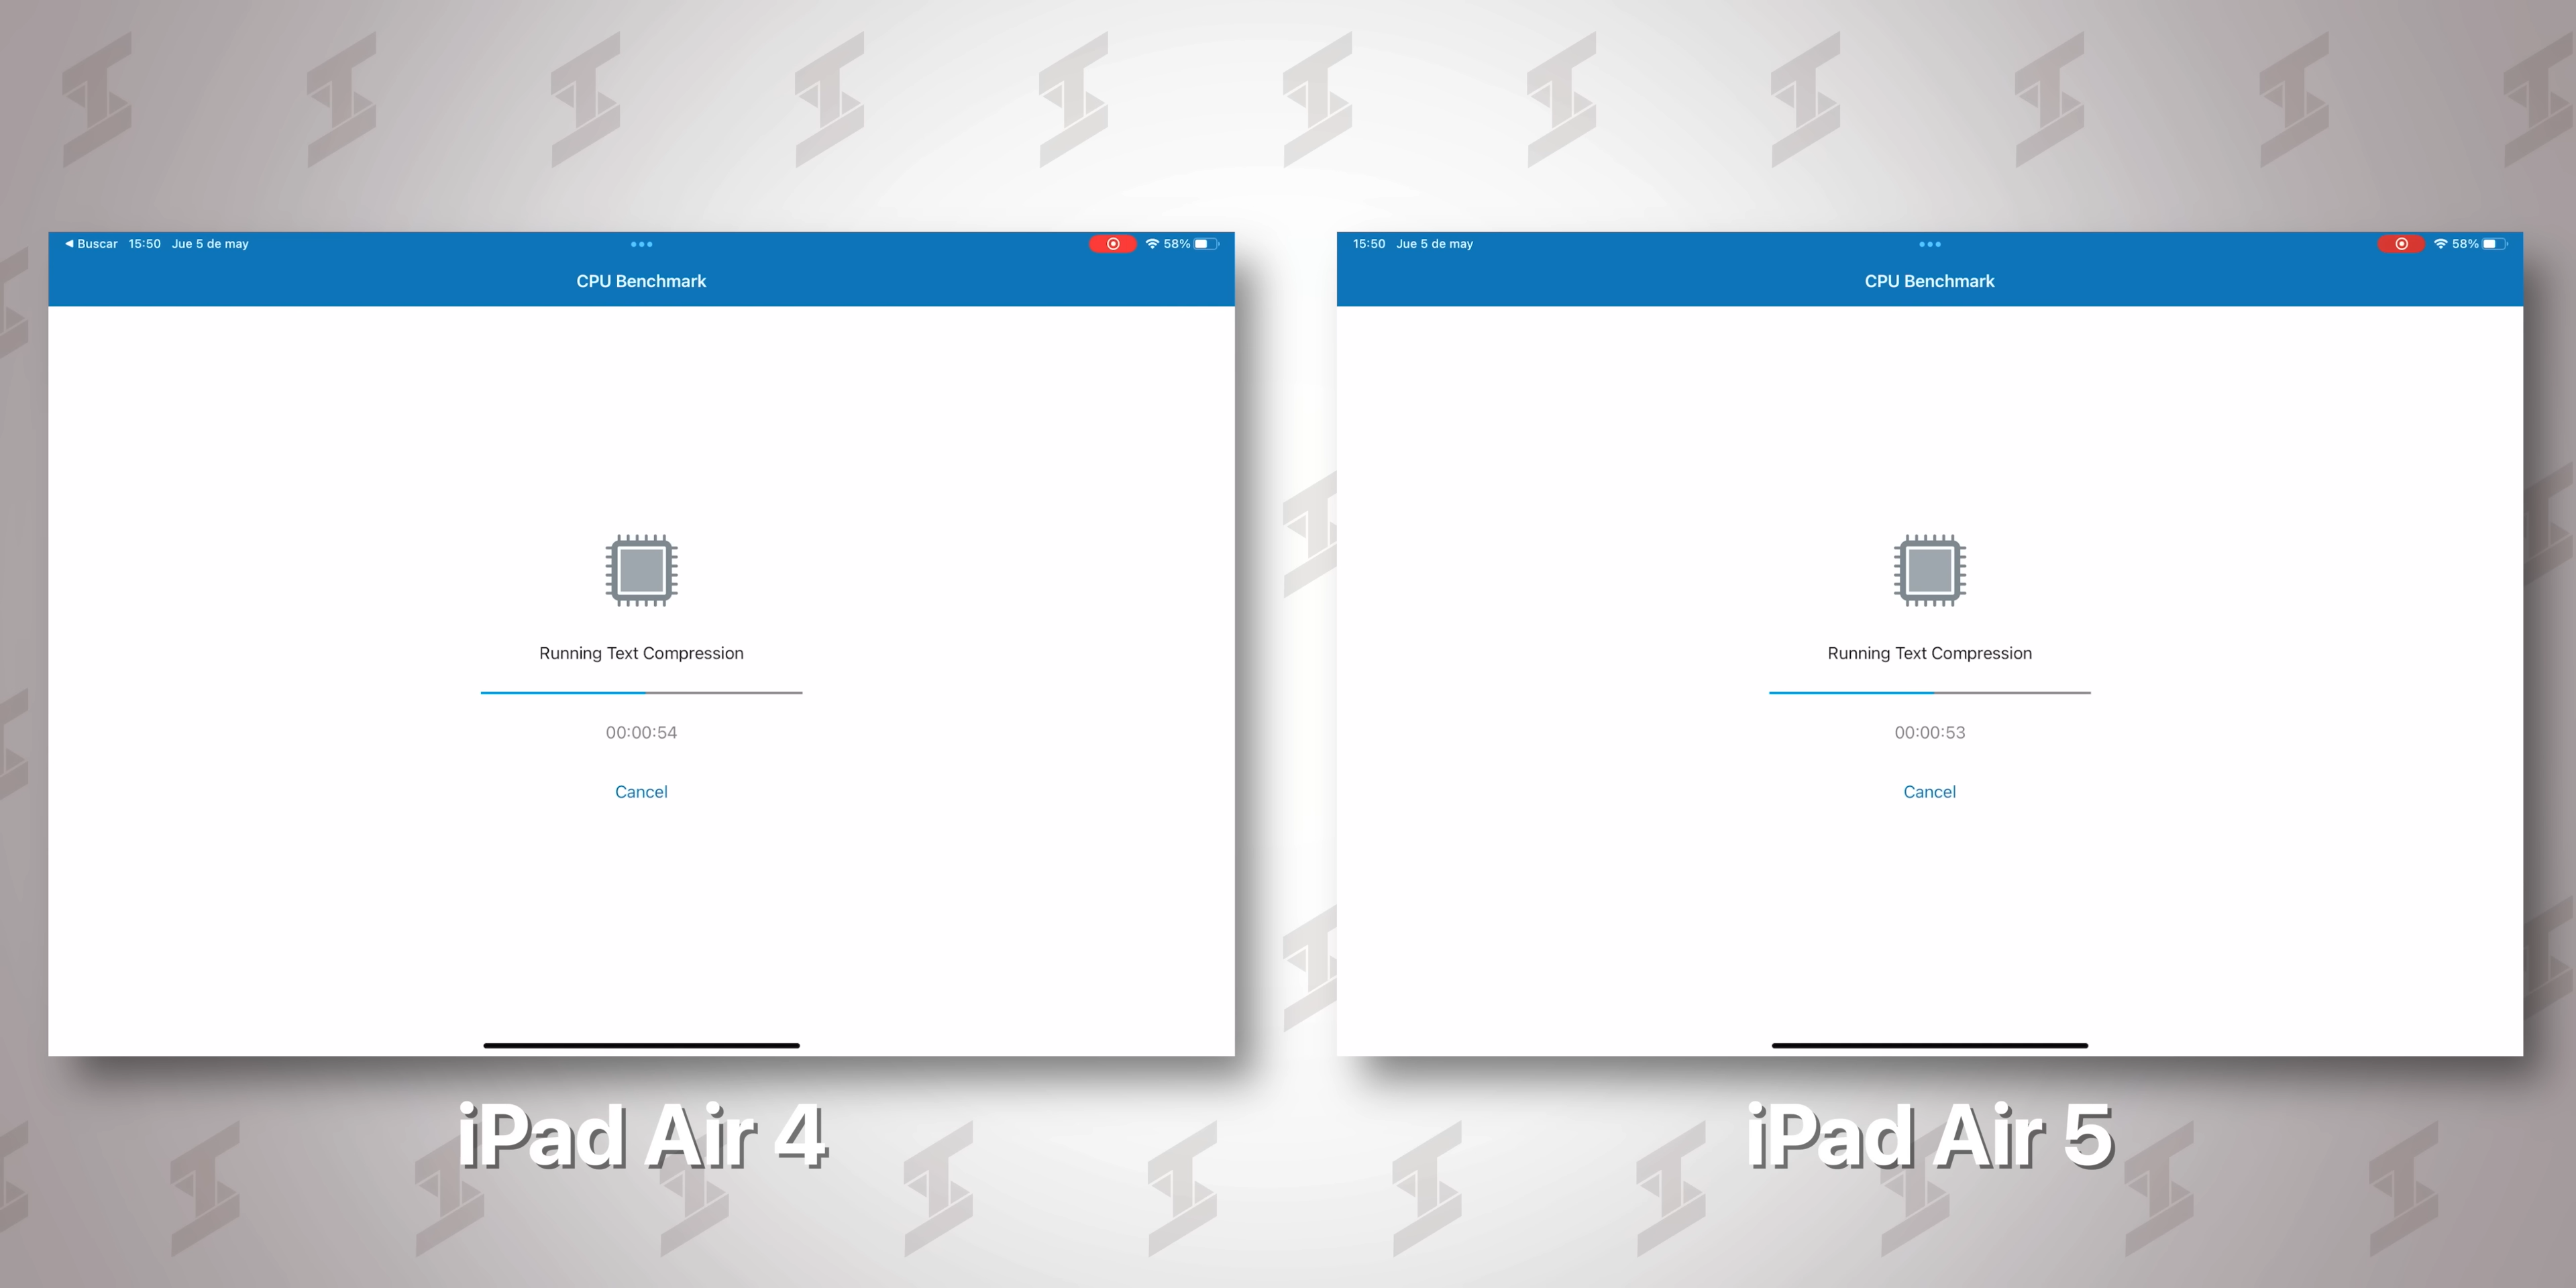 Buscar 15:50 Jue 5 de may
58%
CPU Benchmark
Running Text Compression
00:00:54
Cancel
iPad Air 4
15:50 Jue 5 de may
58%
CPU Benchmark
Running Text Compression
00:00:53
Cancel
iPad Air 5